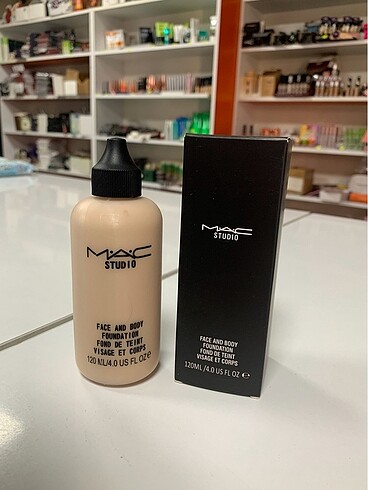 M·A·C
STUDIO
FACE AND BODY
FOUNDATION
FOND DE TEINT
VISAGE ET CORPS
120 ML/4.0 US FL OZ ℮
M·A·C
STUDIO
FACE AND BODY
FOUNDATION
FOND DE TEINT
VISAGE ET CORPS
120ML/4.0 US FL OZ ℮